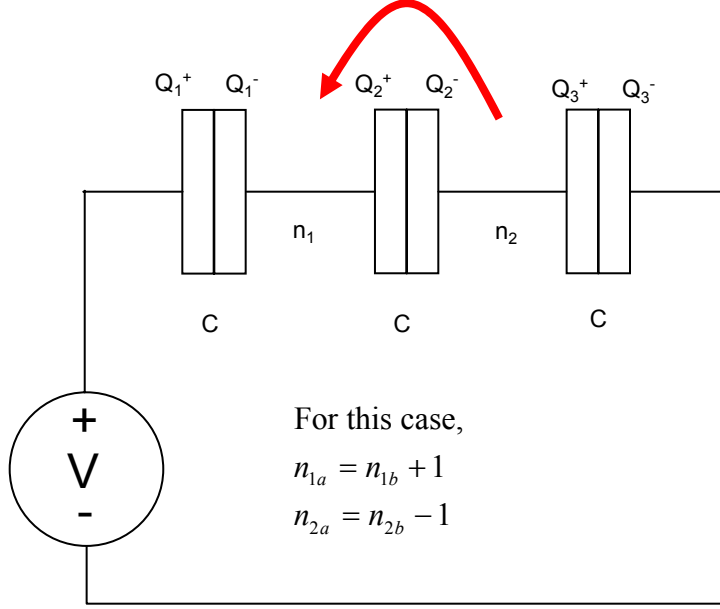 Q₁⁺ Q₁⁻ Q₂⁺ Q₂⁻ Q₃⁺ Q₃⁻
n₁ n₂
C C C
+
V
-
For this case,
n₁ₐ = n₁b + 1
n₂ₐ = n₂b − 1